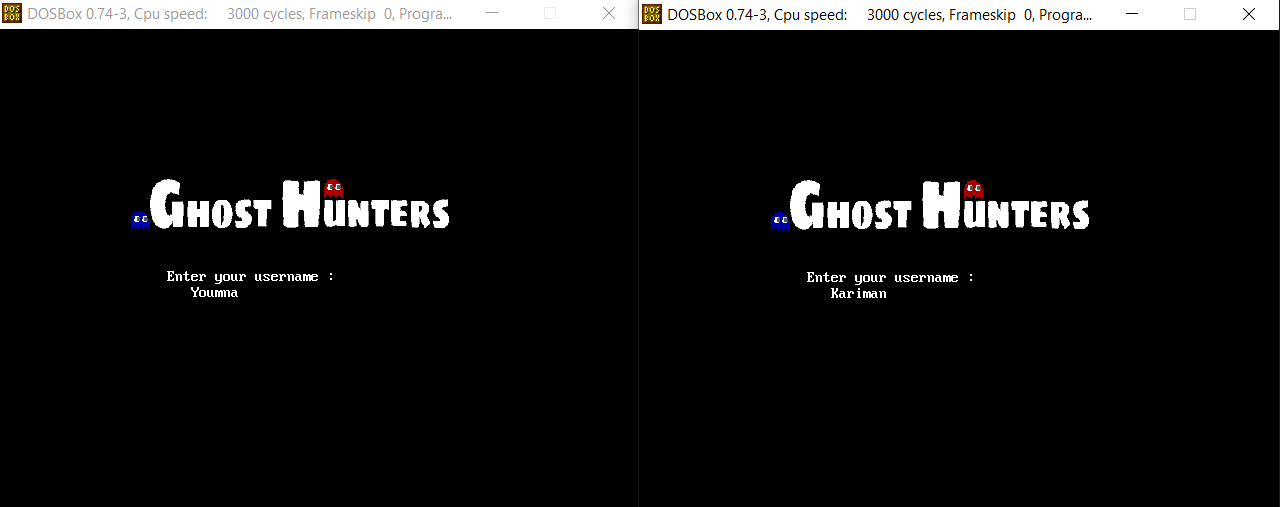 DOSBox 0.74-3, Cpu speed: 3000 cycles, Frameskip 0, Progra...
GHOST HUNTERS
Enter your username :
Youmna
DOSBox 0.74-3, Cpu speed: 3000 cycles, Frameskip 0, Progra...
GHOST HUNTERS
Enter your username :
Kariman